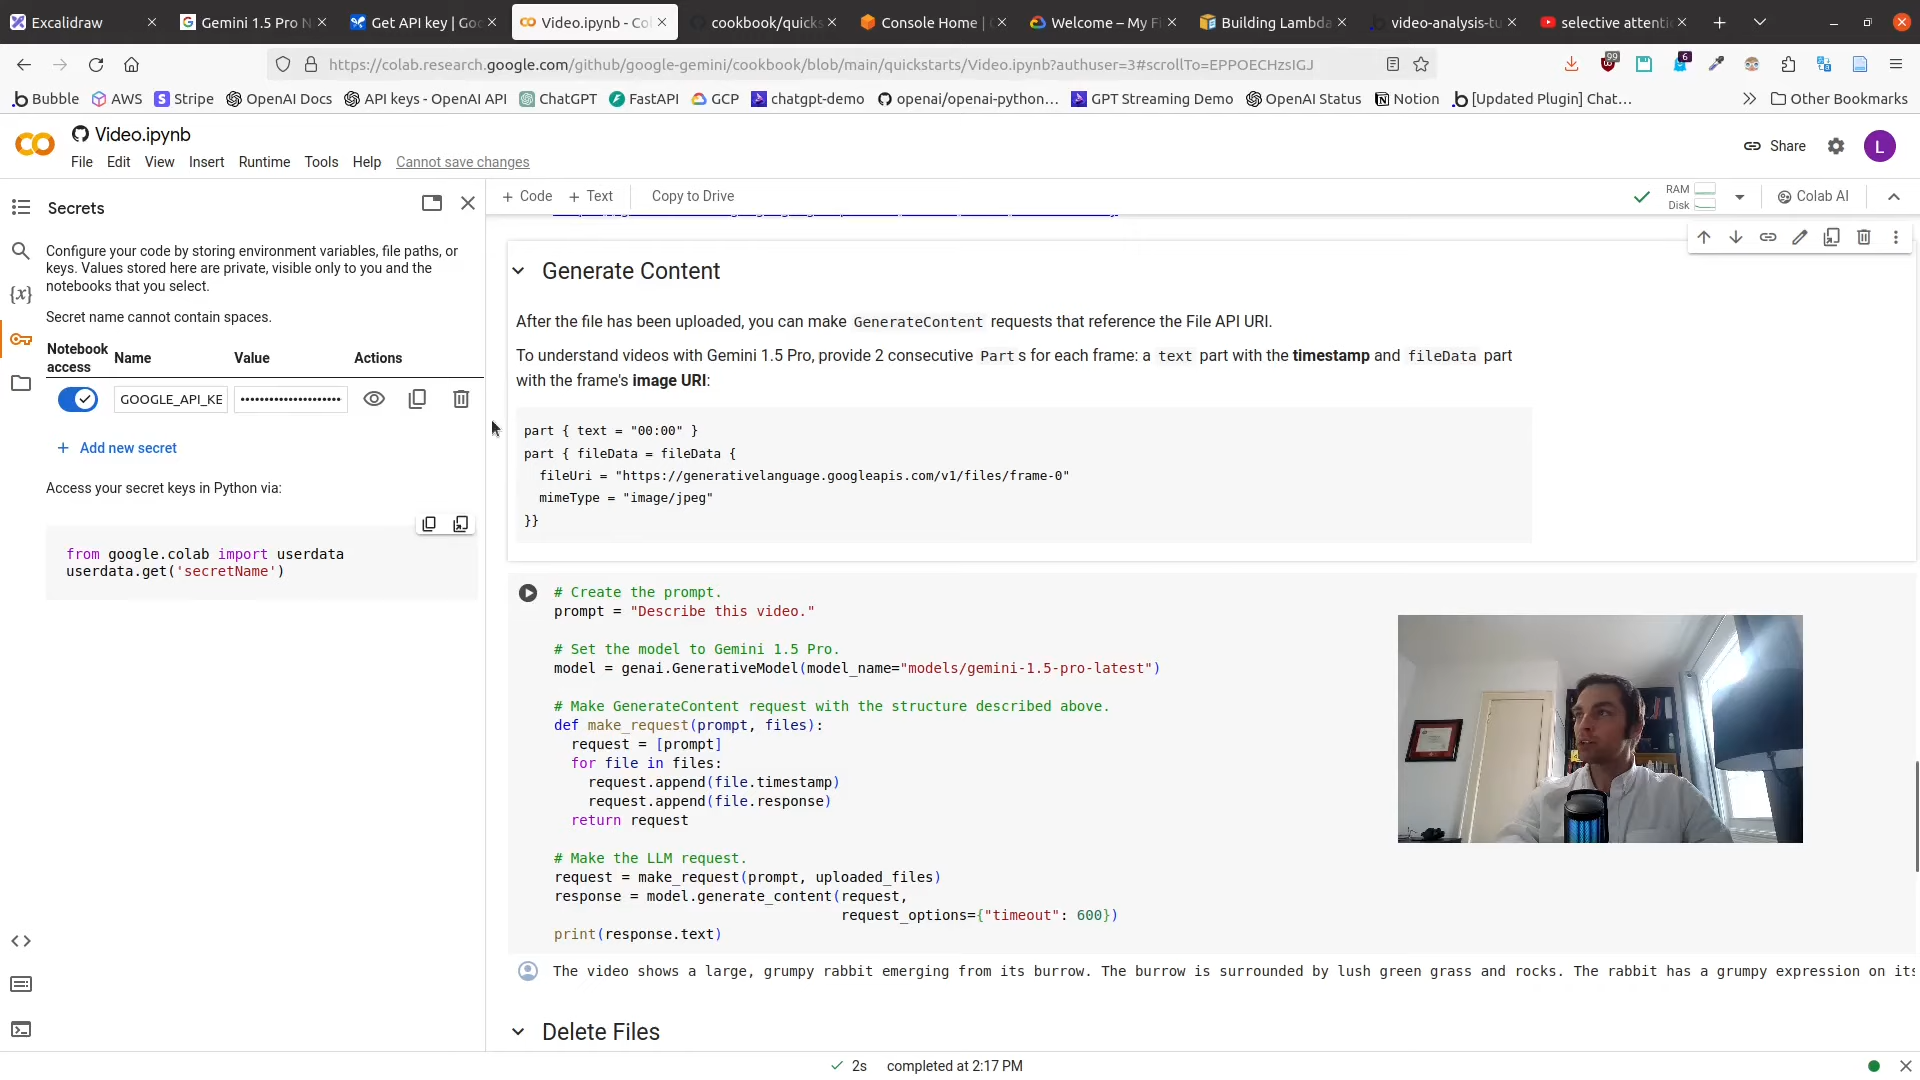 Excalidraw
Gemini 1.5 Pro N
Get API key | Goo
Video.ipynb - Col
cookbook/quicks
Console Home | C
Welcome – My Fi
Building Lambda
video-analysis-tu
selective attenti
https://colab.research.google.com/github/google-gemini/cookbook/blob/main/quickstarts/Video.ipynb?authuser=3#scrollTo=EPPOECHzsIGJ
99
6
Bubble
AWS
Stripe
OpenAI Docs
API keys - OpenAI API
ChatGPT
FastAPI
GCP
chatgpt-demo
openai/openai-python…
GPT Streaming Demo
OpenAI Status
Notion
[Updated Plugin] Chat…
Other Bookmarks
Video.ipynb
Share
L
File Edit View Insert Runtime Tools Help Cannot save changes
Secrets
+ Code + Text Copy to Drive
RAM
Disk
Colab AI
Configure your code by storing environment variables, file paths, or
keys. Values stored here are private, visible only to you and the
notebooks that you select.
Secret name cannot contain spaces.
Notebook access Name Value Actions
GOOGLE_API_KE ••••••••••••••••••••
+ Add new secret
Access your secret keys in Python via:
from google.colab import userdata
userdata.get('secretName')
Generate Content
After the file has been uploaded, you can make GenerateContent requests that reference the File API URI.
To understand videos with Gemini 1.5 Pro, provide 2 consecutive Part s for each frame: a text part with the timestamp and fileData part
with the frame's image URI:
part { text = "00:00" }
part { fileData = fileData {
fileUri = "https://generativelanguage.googleapis.com/v1/files/frame-0"
mimeType = "image/jpeg"
}}
# Create the prompt.
prompt = "Describe this video."
# Set the model to Gemini 1.5 Pro.
model = genai.GenerativeModel(model_name="models/gemini-1.5-pro-latest")
# Make GenerateContent request with the structure described above.
def make_request(prompt, files):
request = [prompt]
for file in files:
request.append(file.timestamp)
request.append(file.response)
return request
# Make the LLM request.
request = make_request(prompt, uploaded_files)
response = model.generate_content(request,
request_options={"timeout": 600})
print(response.text)
The video shows a large, grumpy rabbit emerging from its burrow. The burrow is surrounded by lush green grass and rocks. The rabbit has a grumpy expression on its
Delete Files
2s completed at 2:17 PM